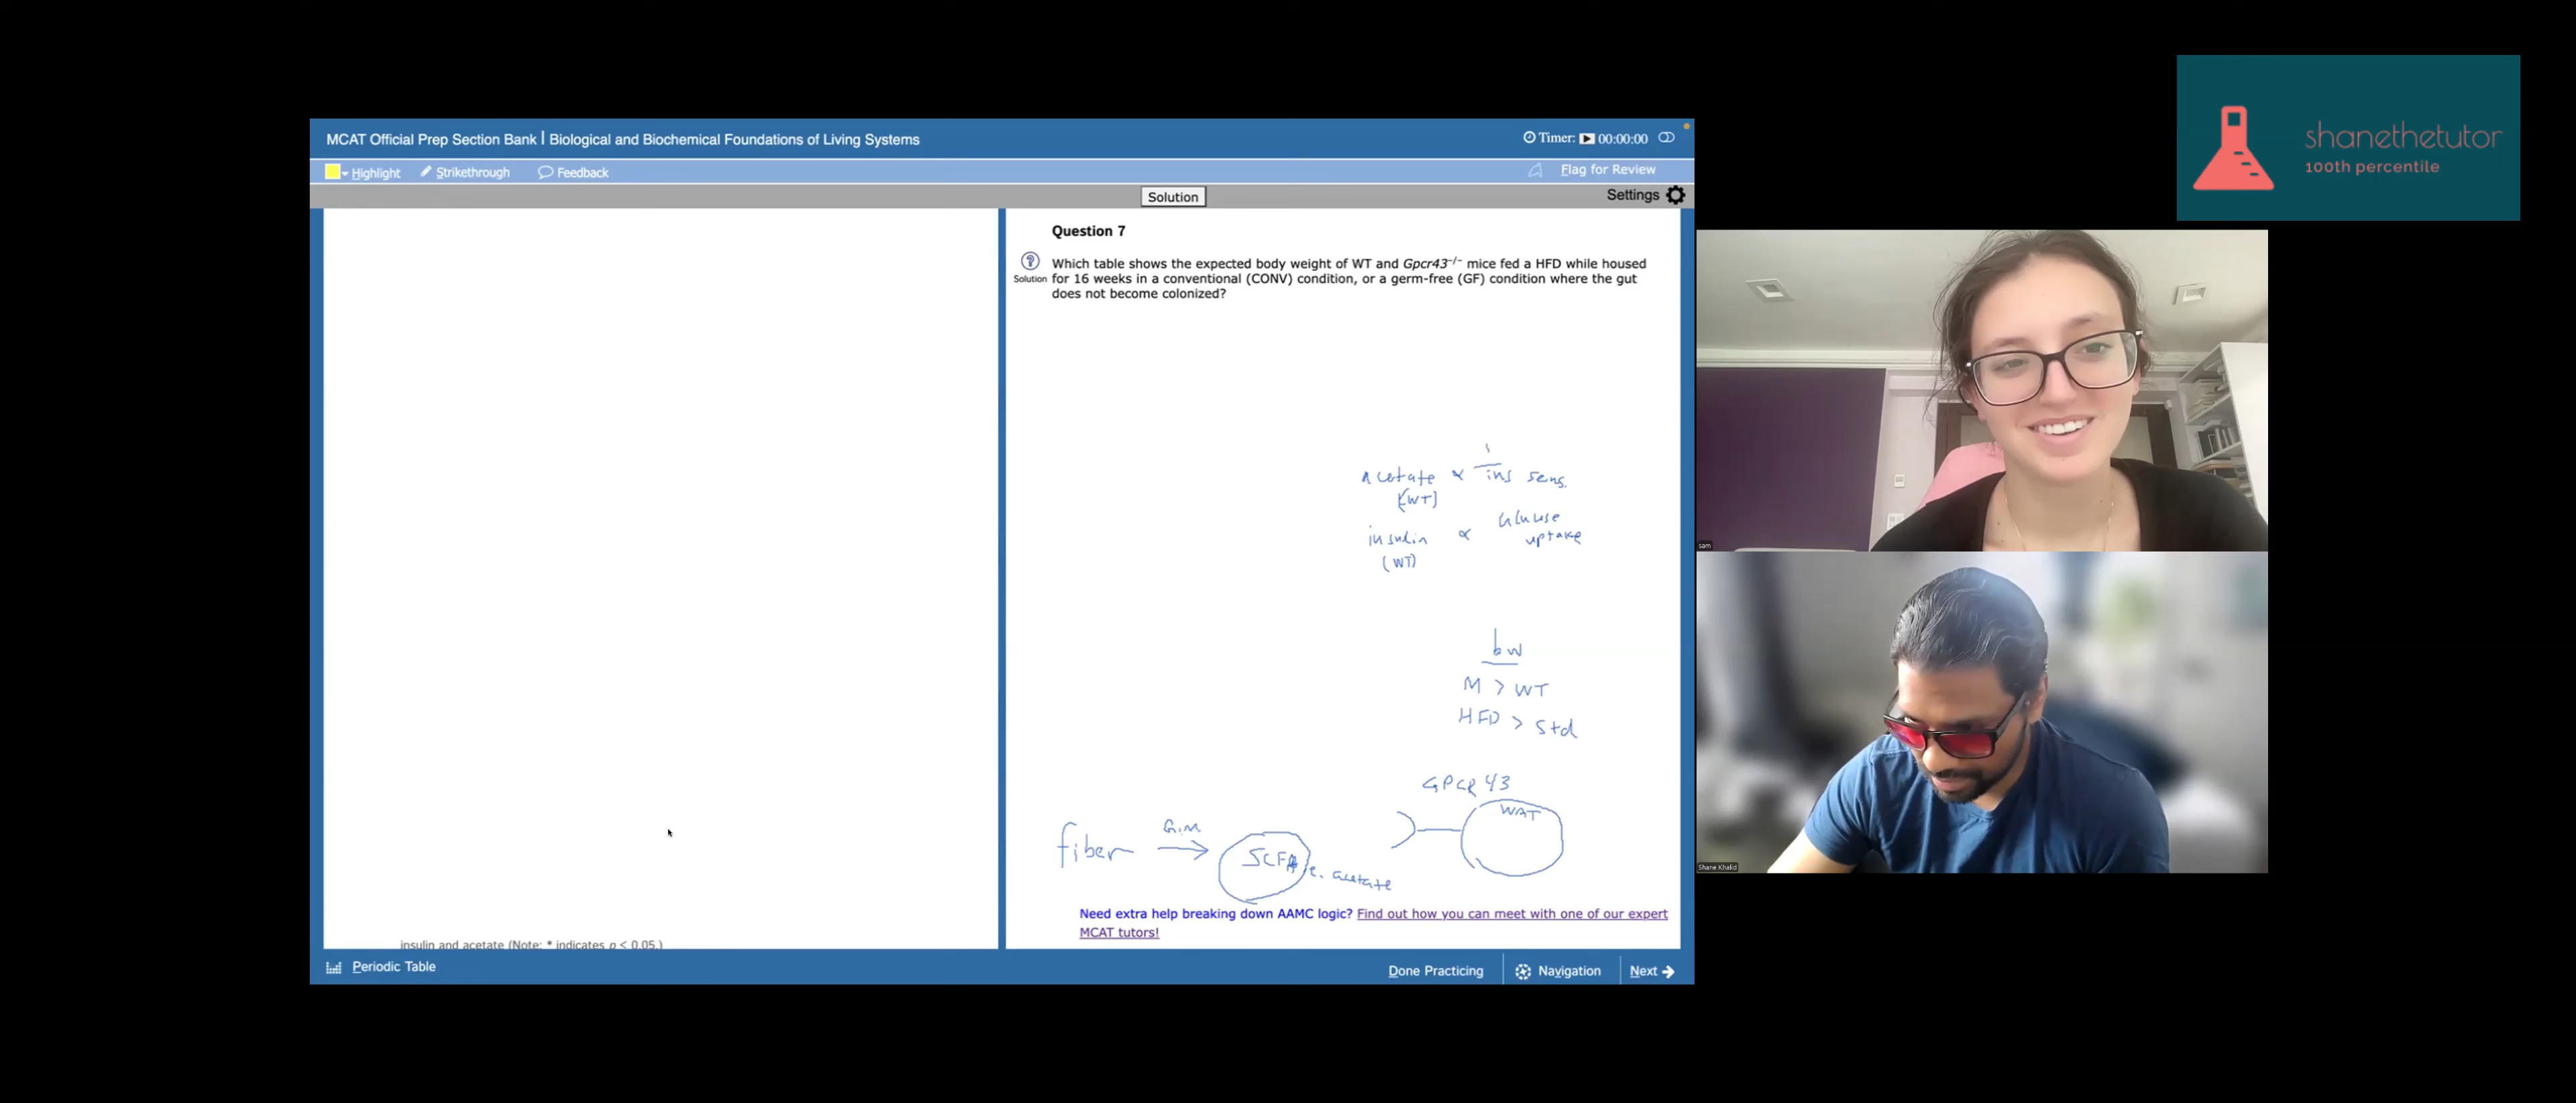 shanethetutor
100th percentile
MCAT Official Prep Section Bank | Biological and Biochemical Foundations of Living Systems
Timer: 00:00:00
Highlight Strikethrough Feedback
Flag for Review
Solution
Settings
Question 7
Solution
Which table shows the expected body weight of WT and Gpcr43-/- mice fed a HFD while housed
for 16 weeks in a conventional (CONV) condition, or a germ-free (GF) condition where the gut
does not become colonized?
acetate ∝ 1/ins sens.
(WT)
insulin ∝ glucose
uptake
(WT)
bw
M > WT
HFD > Std
GPCR 43
WAT
fiber G.M → SCFA i.e. acetate
Need extra help breaking down AAMC logic? Find out how you can meet with one of our expert
MCAT tutors!
insulin and acetate (Note: * indicates p < 0.05.)
Periodic Table
Done Practicing Navigation Next
sam
Shane Khalid